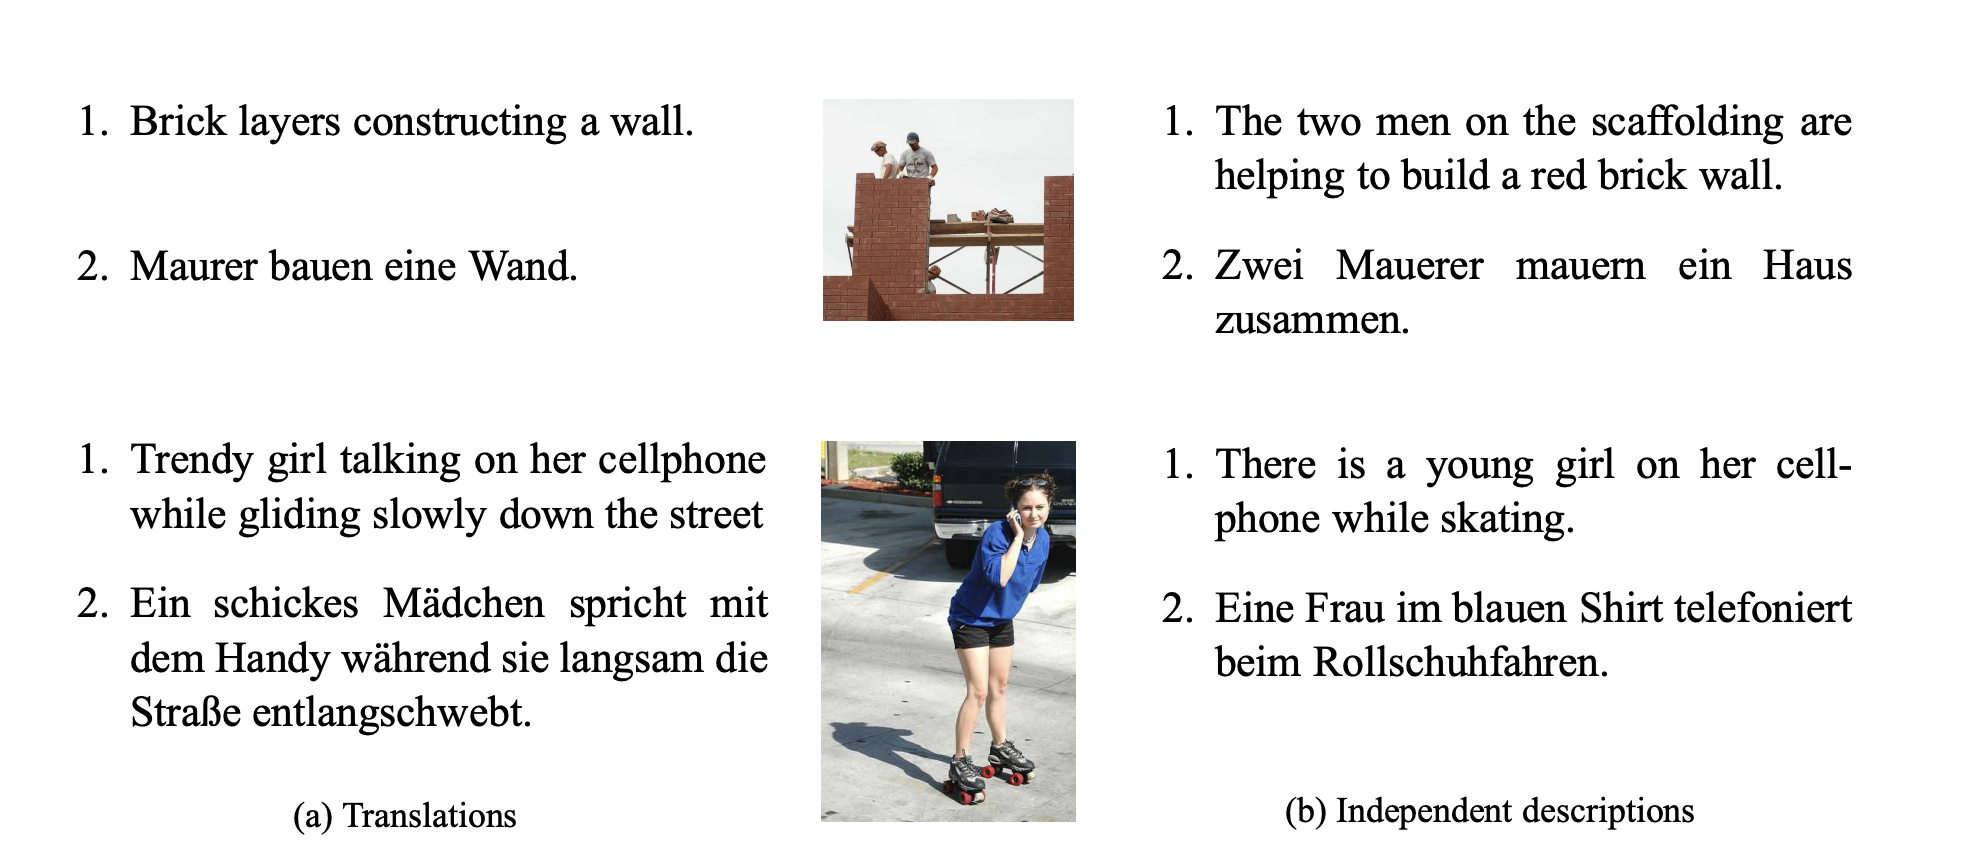 1. Brick layers constructing a wall.
2. Maurer bauen eine Wand.
1. The two men on the scaffolding are
helping to build a red brick wall.
2. Zwei Mauerer mauern ein Haus
zusammen.
1. Trendy girl talking on her cellphone
while gliding slowly down the street
2. Ein schickes Mädchen spricht mit
dem Handy während sie langsam die
Straße entlangschwebt.
1. There is a young girl on her cell-
phone while skating.
2. Eine Frau im blauen Shirt telefoniert
beim Rollschuhfahren.
(a) Translations
(b) Independent descriptions